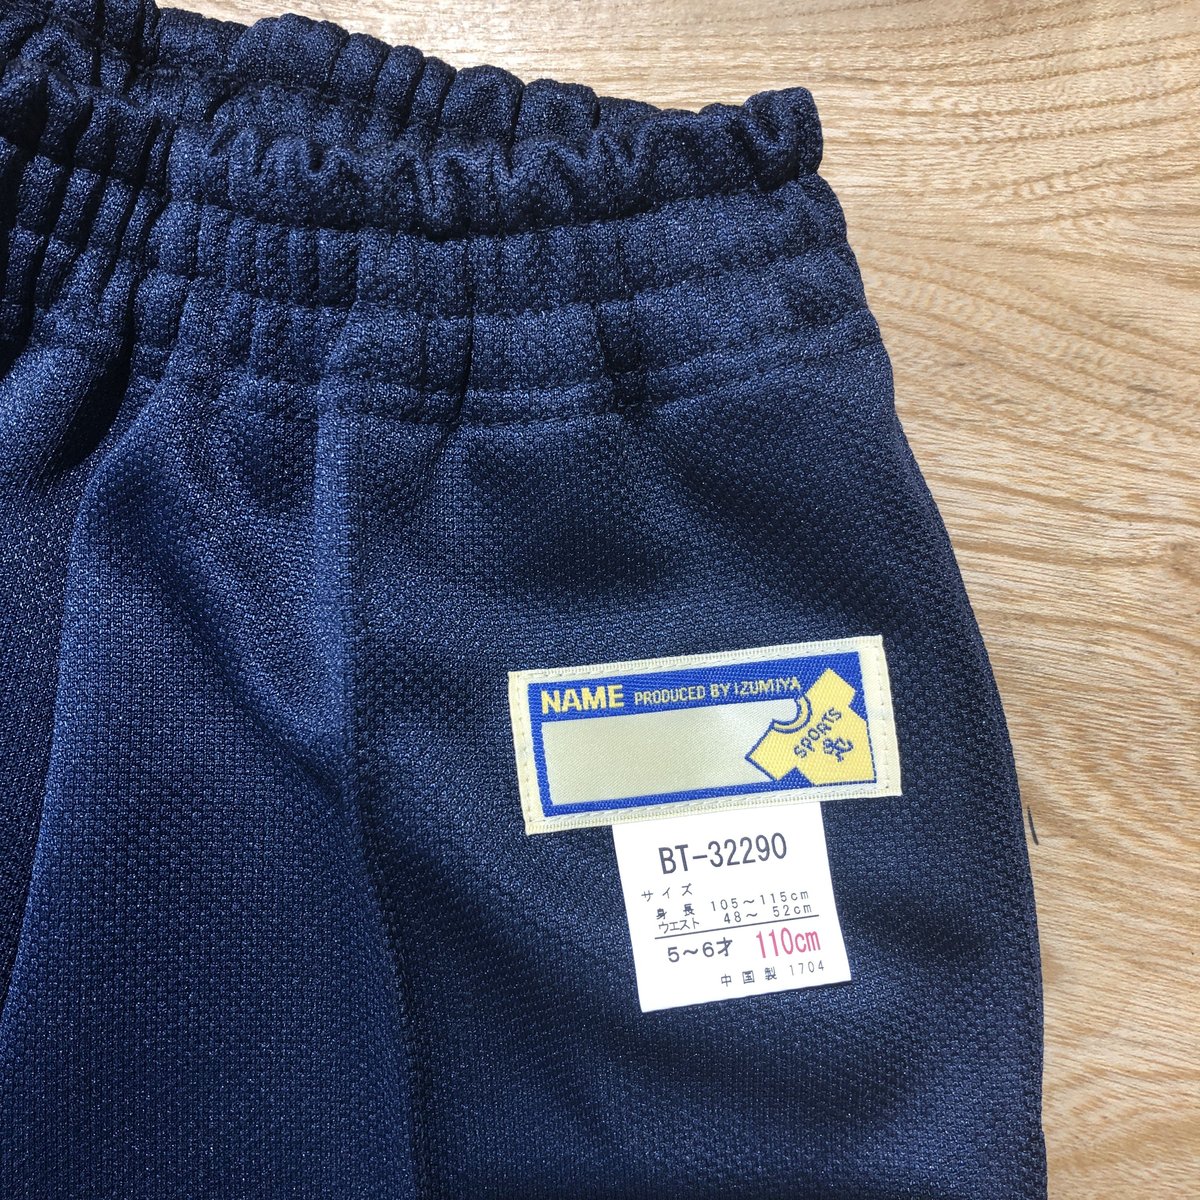 NAME PRODUCED BY IZUMIYA
SPORTS
BT-32290
サイズ
身長 105～115cm
ウエスト 48～ 52cm
5～6才 110cm
中国製 1704